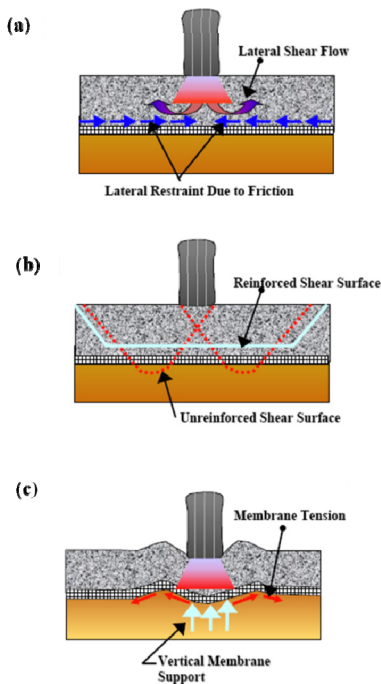 (a)
Lateral Shear Flow
Lateral Restraint Due to Friction
(b)
Reinforced Shear Surface
Unreinforced Shear Surface
(c)
Membrane Tension
Vertical Membrane
Support